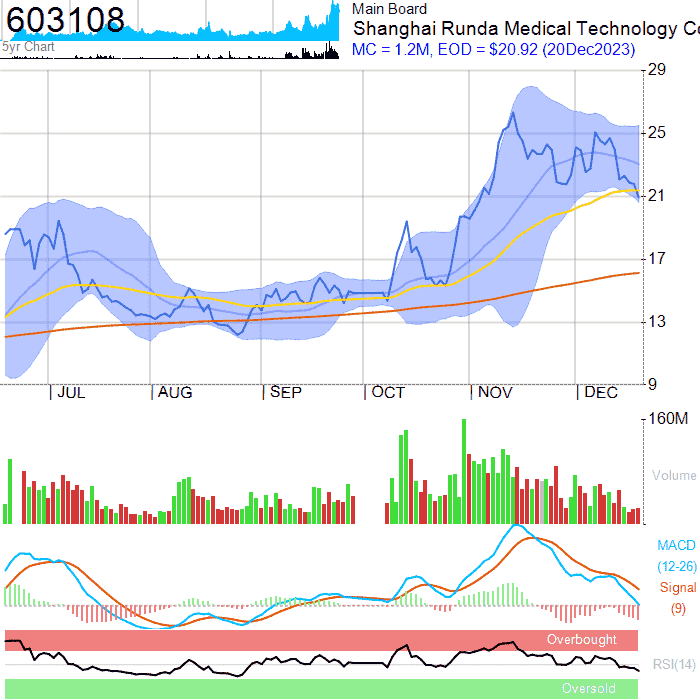 603108
5yr Chart
Main Board
Shanghai Runda Medical Technology Co
MC = 1.2M, EOD = $20.92 (20Dec2023)
29
25
21
17
13
9
JUL AUG SEP OCT NOV DEC
160M
Volume
MACD
(12-26)
Signal
(9)
Overbought
RSI(14)
Oversold